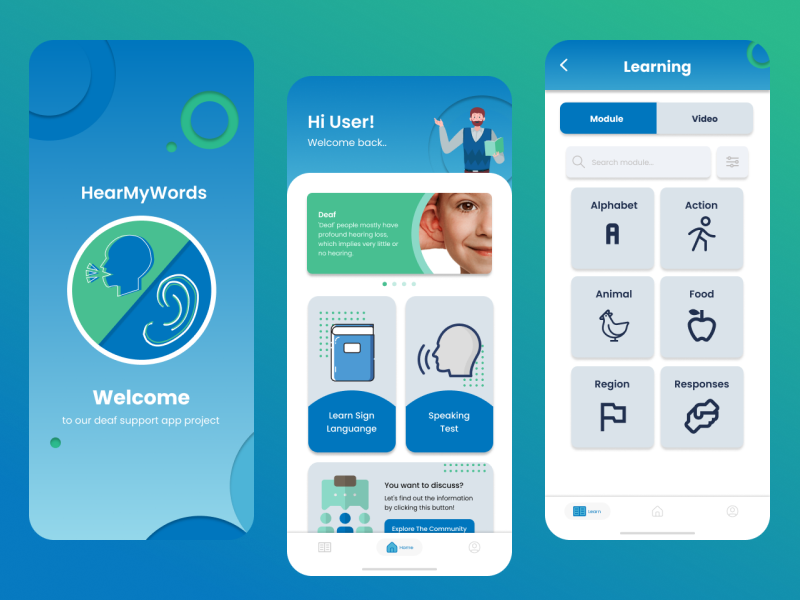 HearMyWords
Welcome
to our deaf support app project
Hi User!
Welcome back..
Deaf
'Deaf' people mostly have
profound hearing loss,
which implies very little or
no hearing.
Learn Sign
Languange
Speaking
Test
You want to discuss?
Let's find out the information
by clicking this button!
Explore The Community
Home
Learning
Module
Video
Search module..
Alphabet
A
Action
Animal
Food
Region
Responses
Learn